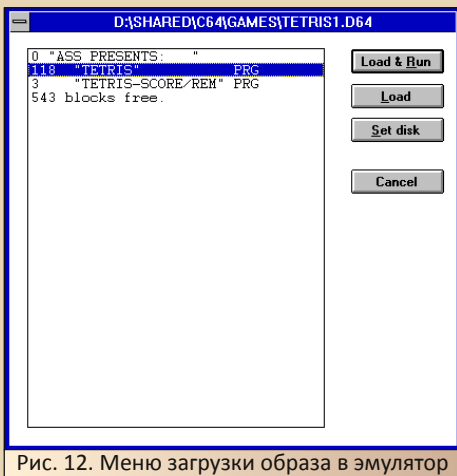 D:\SHARED\C64\GAMES\TETRIS1.D64
0 "ASS PRESENTS:   "
118  "TETRIS"          PRG
3    "TETRIS-SCORE/REM" PRG
543 blocks free.
Load & Run
Load
Set disk
Cancel
Рис. 12. Меню загрузки образа в эмулятор